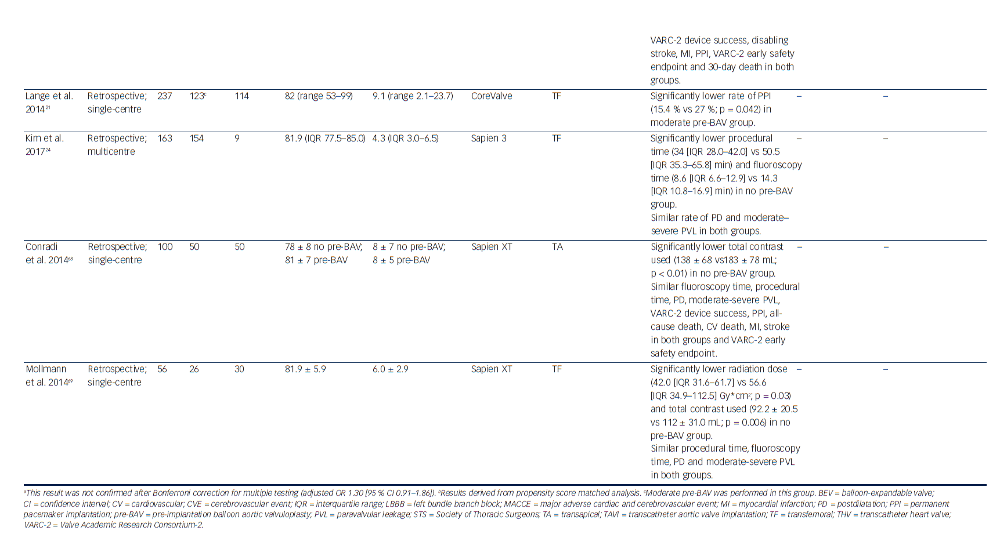 VARC-2 device success, disabling
stroke, MI, PPI, VARC-2 early safety
endpoint and 30-day death in both
groups.
Lange et al. Retrospective; 237 123ᶜ 114 82 (range 53–99) 9.1 (range 2.1–23.7) CoreValve TF Significantly lower rate of PPI – –
2014²¹ single-centre (15.4 % vs 27 %; p = 0.042) in
moderate pre-BAV group.
Kim et al. Retrospective; 163 154 9 81.9 (IQR 77.5–85.0) 4.3 (IQR 3.0–6.5) Sapien 3 TF Significantly lower procedural – –
2017²⁴ multicentre time (34 [IQR 28.0–42.0] vs 50.5
[IQR 35.3–65.8] min) and fluoroscopy
time (8.6 [IQR 6.6–12.9] vs 14.3
[IQR 10.8–16.9] min) in no pre-BAV
group.
Similar rate of PD and moderate–
severe PVL in both groups.
Conradi Retrospective; 100 50 50 78 ± 8 no pre-BAV; 8 ± 7 no pre-BAV; Sapien XT TA Significantly lower total contrast – –
et al. 2014⁶⁸ single-centre 81 ± 7 pre-BAV 8 ± 5 pre-BAV used (138 ± 68 vs183 ± 78 mL;
p < 0.01) in no pre-BAV group.
Similar fluoroscopy time, procedural
time, PD, moderate-severe PVL,
VARC-2 device success, PPI, all-
cause death, CV death, MI, stroke
in both groups and VARC-2 early
safety endpoint.
Mollmann Retrospective; 56 26 30 81.9 ± 5.9 6.0 ± 2.9 Sapien XT TF Significantly lower radiation dose – –
et al. 2014⁶⁹ single-centre (42.0 [IQR 31.6–61.7] vs 56.6
[IQR 34.9–112.5] Gy*cm²; p = 0.03)
and total contrast used (92.2 ± 20.5
vs 112 ± 31.0 mL; p = 0.006) in no
pre-BAV group.
Similar procedural time, fluoroscopy
time, PD and moderate-severe PVL
in both groups.
ᵃThis result was not confirmed after Bonferroni correction for multiple testing (adjusted OR 1.30 [95 % CI 0.91–1.86]). ᵇResults derived from propensity score matched analysis. ᶜModerate pre-BAV was performed in this group. BEV = balloon-expandable valve;
CI = confidence interval; CV = cardiovascular; CVE = cerebrovascular event; IQR = interquartile range; LBBB = left bundle branch block; MACCE = major adverse cardiac and cerebrovascular event; MI = myocardial infarction; PD = postdilatation; PPI = permanent
pacemaker implantation; pre-BAV = pre-implantation balloon aortic valvuloplasty; PVL = paravalvular leakage; STS = Society of Thoracic Surgeons; TA = transapical; TAVI = transcatheter aortic valve implantation; TF = transfemoral; THV = transcatheter heart valve;
VARC-2 = Valve Academic Research Consortium-2.